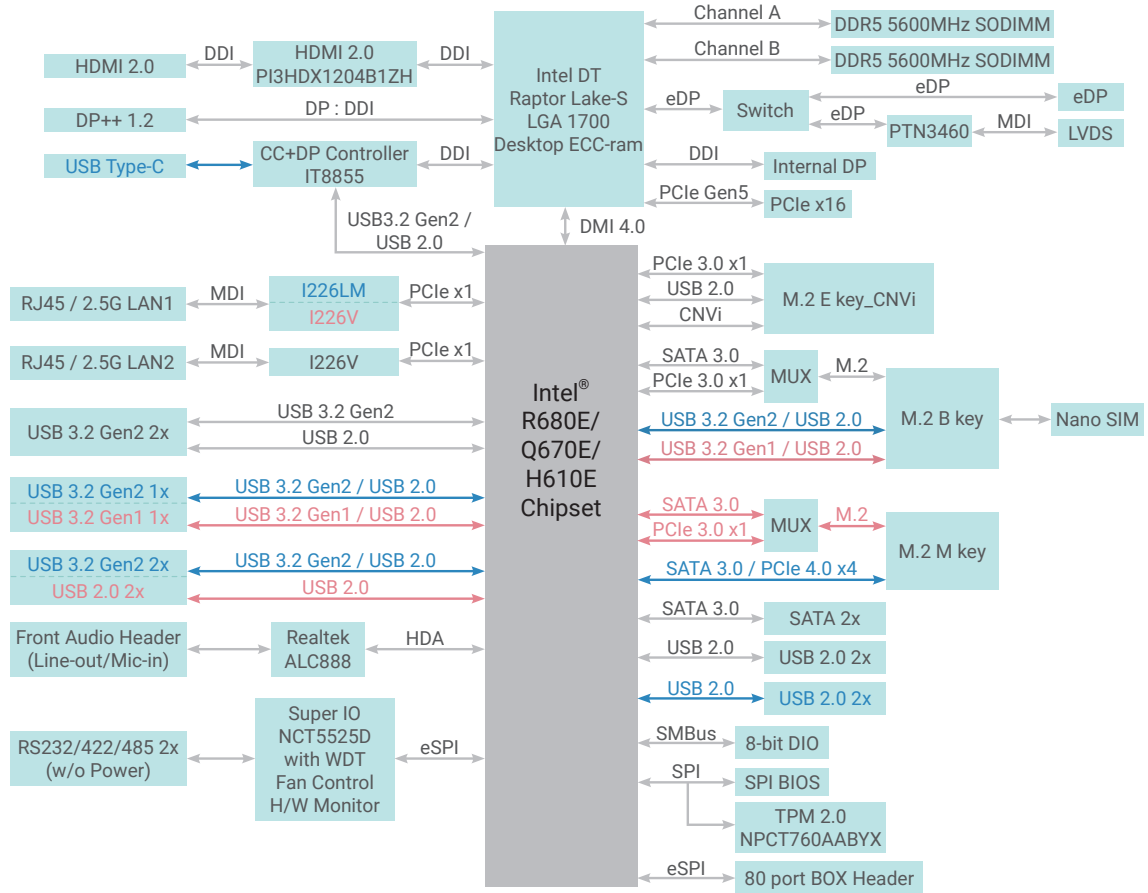 HDMI 2.0
DDI
HDMI 2.0
PI3HDX1204B1ZH
DDI
DP++ 1.2
DP : DDI
USB Type-C
CC+DP Controller
IT8855
DDI
USB3.2 Gen2 /
USB 2.0
Intel DT
Raptor Lake-S
LGA 1700
Desktop ECC-ram
Channel A
DDR5 5600MHz SODIMM
Channel B
DDR5 5600MHz SODIMM
eDP
Switch
eDP
eDP
eDP
PTN3460
MDI
LVDS
DDI
Internal DP
PCIe Gen5
PCIe x16
DMI 4.0
RJ45 / 2.5G LAN1
MDI
I226LM
I226V
PCIe x1
RJ45 / 2.5G LAN2
MDI
I226V
PCIe x1
USB 3.2 Gen2 2x
USB 3.2 Gen2
USB 2.0
USB 3.2 Gen2 1x
USB 3.2 Gen1 1x
USB 3.2 Gen2 / USB 2.0
USB 3.2 Gen1 / USB 2.0
USB 3.2 Gen2 2x
USB 2.0 2x
USB 3.2 Gen2 / USB 2.0
USB 2.0
Front Audio Header
(Line-out/Mic-in)
Realtek
ALC888
HDA
RS232/422/485 2x
(w/o Power)
Super IO
NCT5525D
with WDT
Fan Control
H/W Monitor
eSPI
Intel®
R680E/
Q670E/
H610E
Chipset
PCIe 3.0 x1
USB 2.0
CNVi
M.2 E key_CNVi
SATA 3.0
PCIe 3.0 x1
MUX
M.2
USB 3.2 Gen2 / USB 2.0
USB 3.2 Gen1 / USB 2.0
M.2 B key
Nano SIM
SATA 3.0
PCIe 3.0 x1
MUX
M.2
SATA 3.0 / PCIe 4.0 x4
M.2 M key
SATA 3.0
SATA 2x
USB 2.0
USB 2.0 2x
USB 2.0
USB 2.0 2x
SMBus
8-bit DIO
SPI
SPI BIOS
TPM 2.0
NPCT760AABYX
eSPI
80 port BOX Header